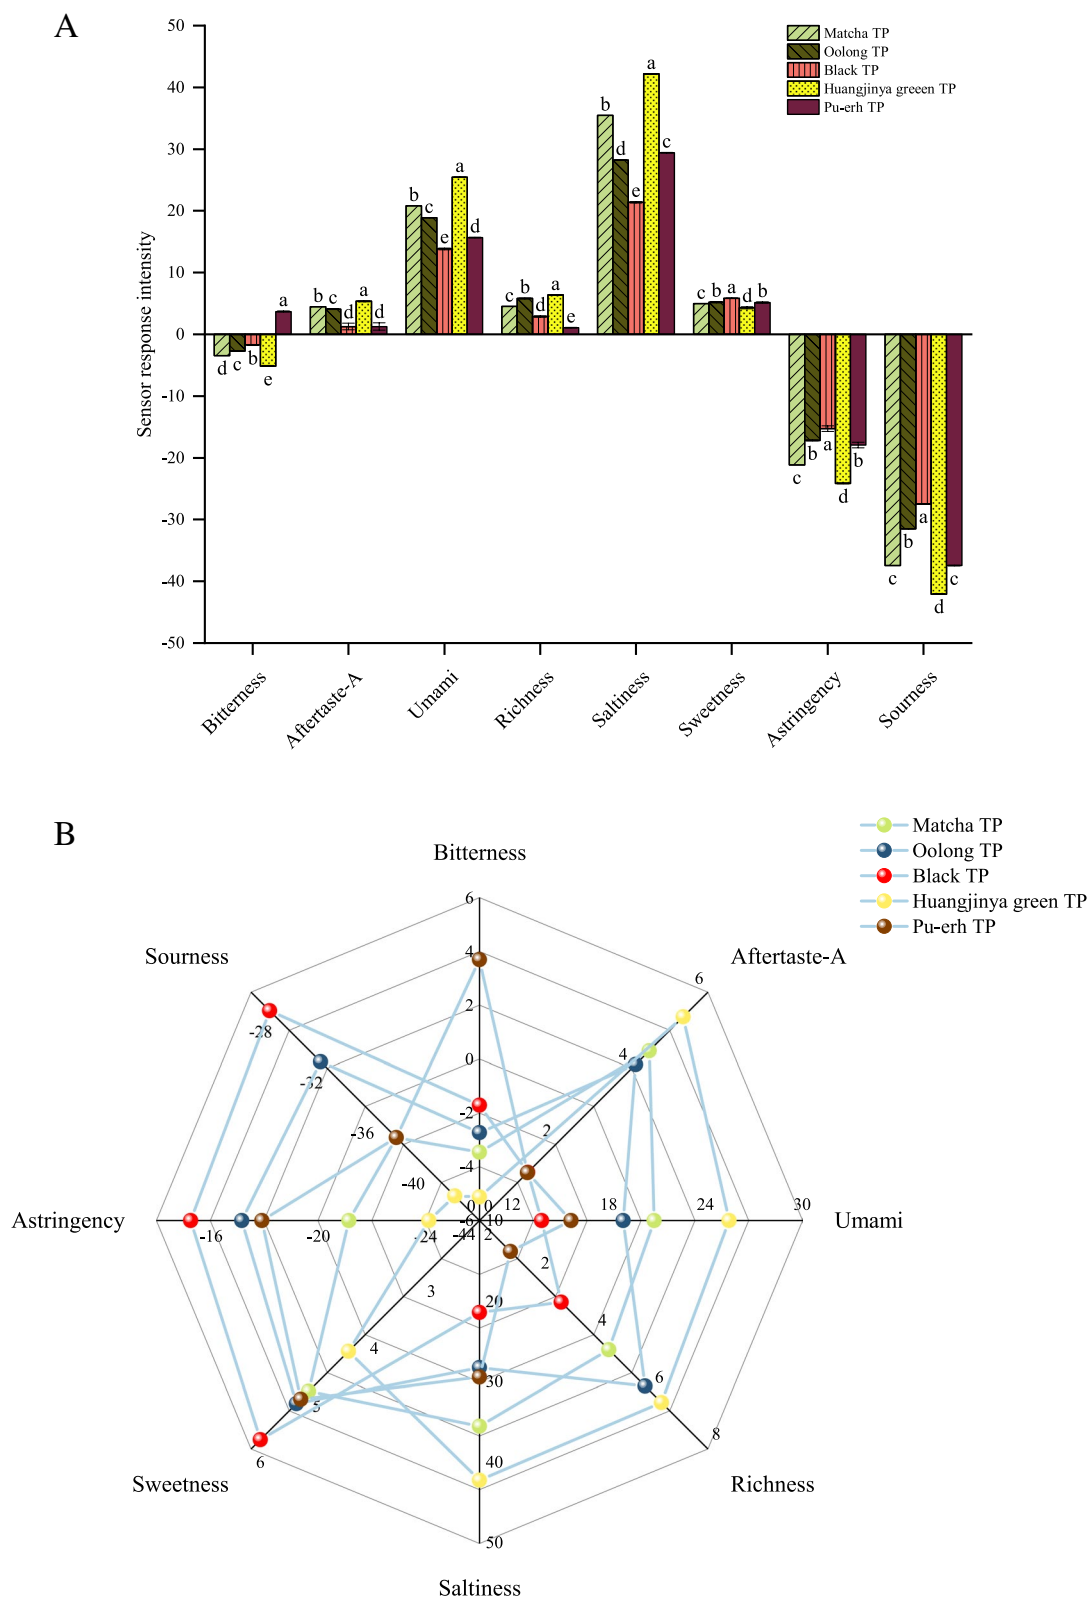 A
50
40
30
20
10
0
-10
-20
-30
-40
-50
Sensor response intensity
Matcha TP
Oolong TP
Black TP
Huangjinya greeen TP
Pu-erh TP
d c b e a
b c d a d
b c e a d
c b d a e
b d e a c
c b a d b
c b a d b
c b a d c
Bitterness
Aftertaste-A
Umami
Richness
Saltiness
Sweetness
Astringency
Sourness
B
Matcha TP
Oolong TP
Black TP
Huangjinya green TP
Pu-erh TP
Bitterness
6
4
2
0
-2
-4
-6
Aftertaste-A
6
4
2
0
Umami
30
24
18
12
Richness
8
6
4
2
0
Saltiness
50
40
30
20
10
Sweetness
6
5
4
3
2
Astringency
-16
-20
-24
Sourness
-28
-32
-36
-40
-44